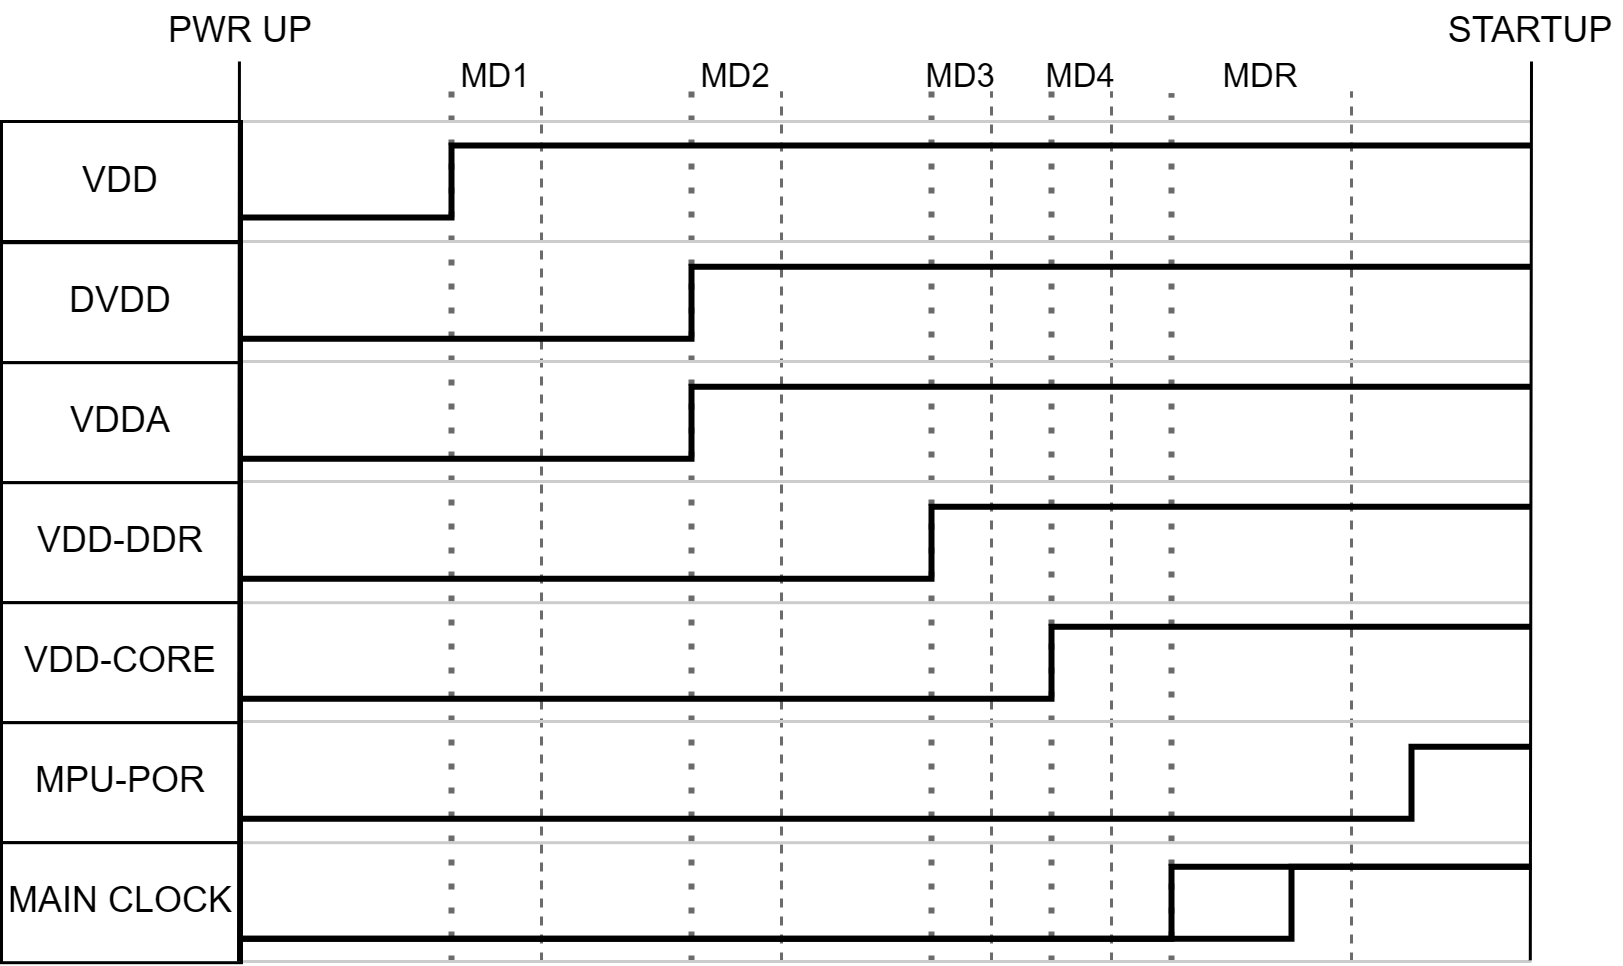 PWR UP
STARTUP
MD1
MD2
MD3
MD4
MDR
VDD
DVDD
VDDA
VDD-DDR
VDD-CORE
MPU-POR
MAIN CLOCK